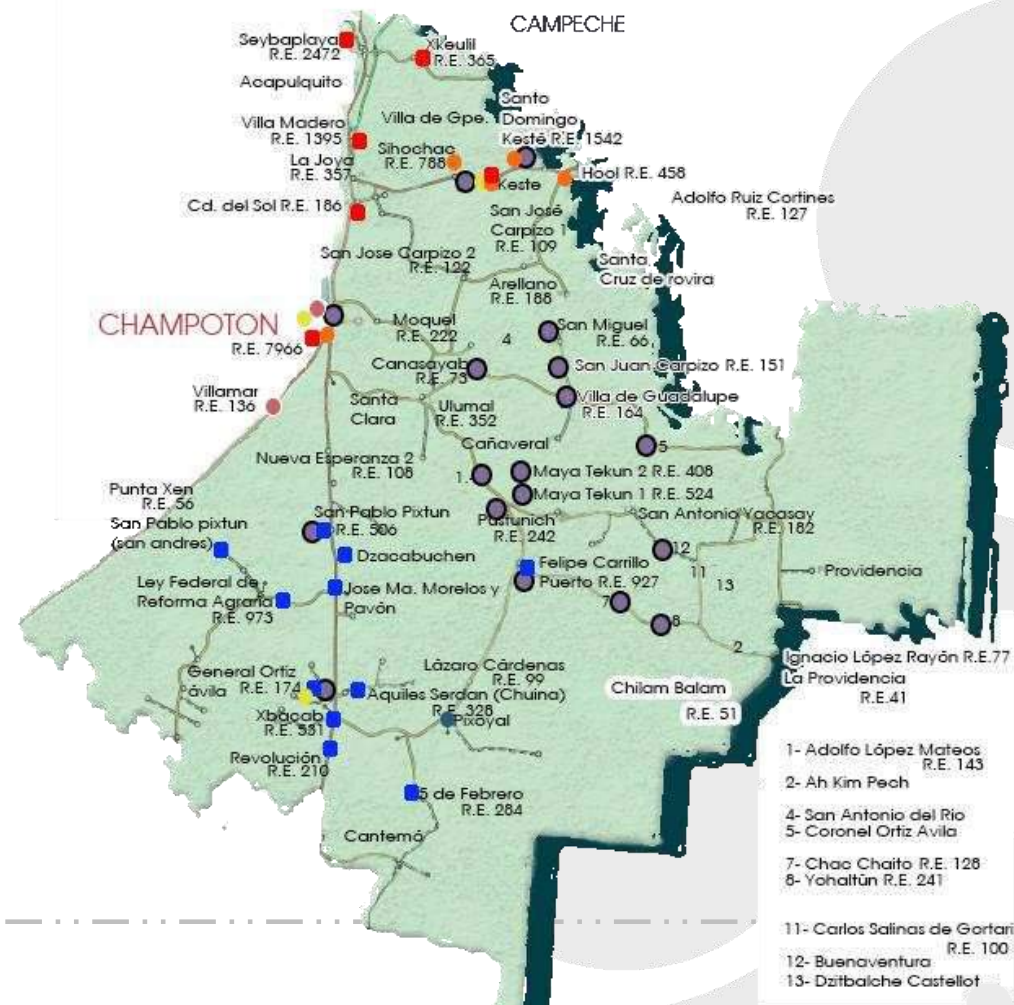 CAMPECHE
Seybaplaya
R.E. 2472
Xkeulil
R.E. 365
Acapulquito
Santo
Domingo
Kesté R.E. 1542
Villa de Gpe.
Villa Madero
R.E. 1395
Sihochac
R.E. 788
La Joya
R.E. 357
Keste
Hool R.E. 458
Adolfo Ruiz Cortines
R.E. 127
Cd. del Sol R.E. 186
San José
Carpizo 1
R.E. 109
San Jose Carpizo 2
R.E. 122
Santa
Cruz de rovira
Arellano
R.E. 188
CHAMPOTON
R.E. 7966
Moquel
R.E. 222
4
San Miguel
R.E. 66
Canasayab
R.E. 73
San Juan Carpizo R.E. 151
Villamar
R.E. 136
Santa
Clara
Ulumal
R.E. 352
Villa de Guadalupe
R.E. 164
Cañaveral
5
Nueva Esperanza 2
R.E. 108
1
Maya Tekun 2 R.E. 408
Maya Tekun 1 R.E. 524
Punta Xen
R.E. 56
San Pablo Pixtun
R.E. 506
Pustunich
R.E. 242
San Antonio Yacasay
R.E. 182
San Pablo pixtun
(san andres)
Dzacabuchen
12
Felipe Carrillo
Puerto R.E. 927
11
13
Providencia
Ley Federal de
Reforma Agraria
R.E. 973
Jose Ma. Morelos y
Pavón
7
8
2
Ignacio López Rayón R.E.77
La Providencia
R.E.41
General Ortiz
ávila
R.E. 174
Lázaro Cárdenas
R.E. 99
Aquiles Serdan (Chuina)
R.E. 328
Chilam Balam
R.E. 51
Xbacab
R.E. 531
Pixoyal
Revolución
R.E. 210
5 de Febrero
R.E. 284
Cantemó
1- Adolfo López Mateos
R.E. 143
2- Ah Kim Pech
4- San Antonio del Rio
5- Coronel Ortiz Avila
7- Chac Chaito R.E. 128
8- Yohaltún R.E. 241
11- Carlos Salinas de Gortari
R.E. 100
12- Buenaventura
13- Dzitbalche Castellot